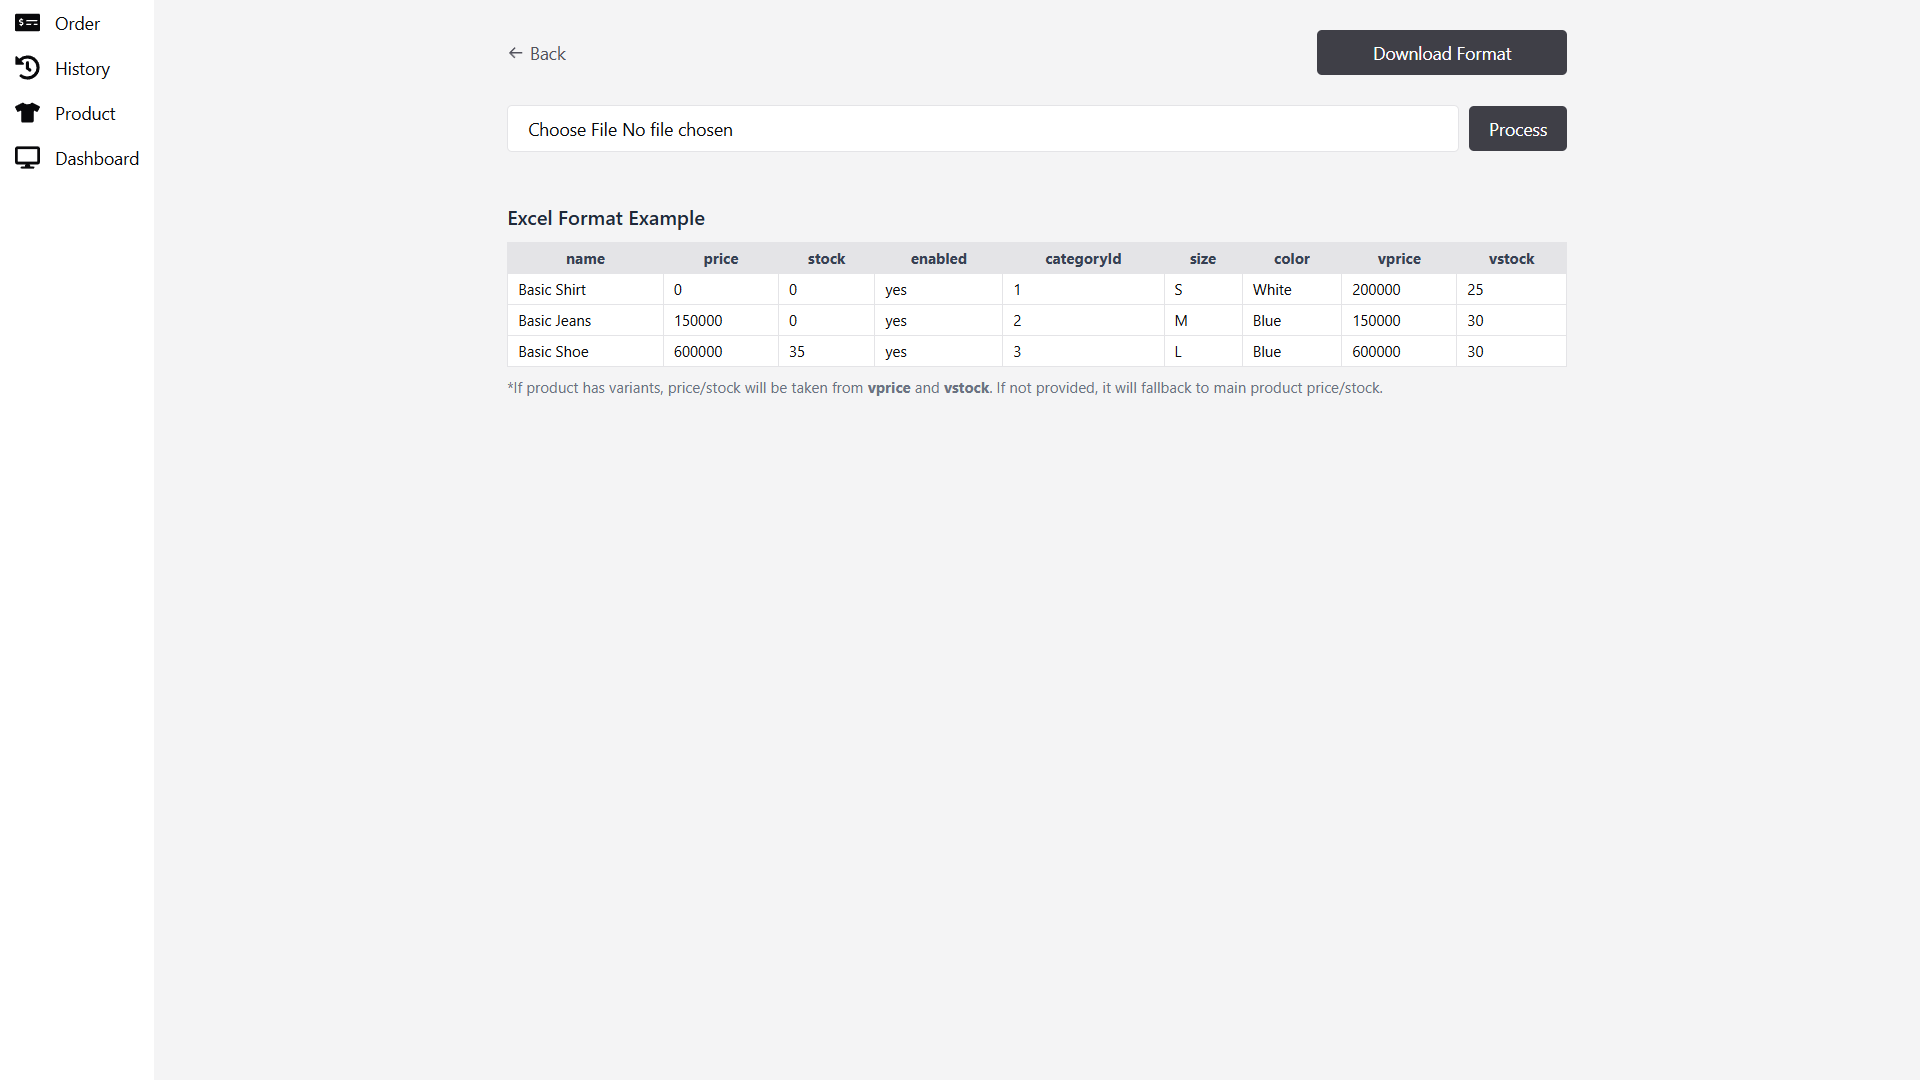 Order
History
Product
Dashboard
← Back
Download Format
Choose File No file chosen
Process
Excel Format Example
name price stock enabled categoryId size color vprice vstock
Basic Shirt 0 0 yes 1 S White 200000 25
Basic Jeans 150000 0 yes 2 M Blue 150000 30
Basic Shoe 600000 35 yes 3 L Blue 600000 30
*If product has variants, price/stock will be taken from vprice and vstock. If not provided, it will fallback to main product price/stock.